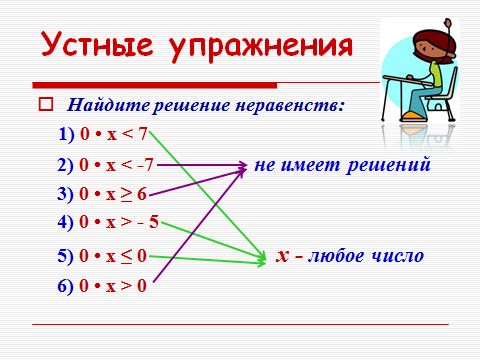 Устные упражнения
Найдите решение неравенств:
1) 0 • х < 7
2) 0 • х < -7 не имеет решений
3) 0 • х ≥ 6
4) 0 • х > - 5
5) 0 • х ≤ 0 х - любое число
6) 0 • х > 0